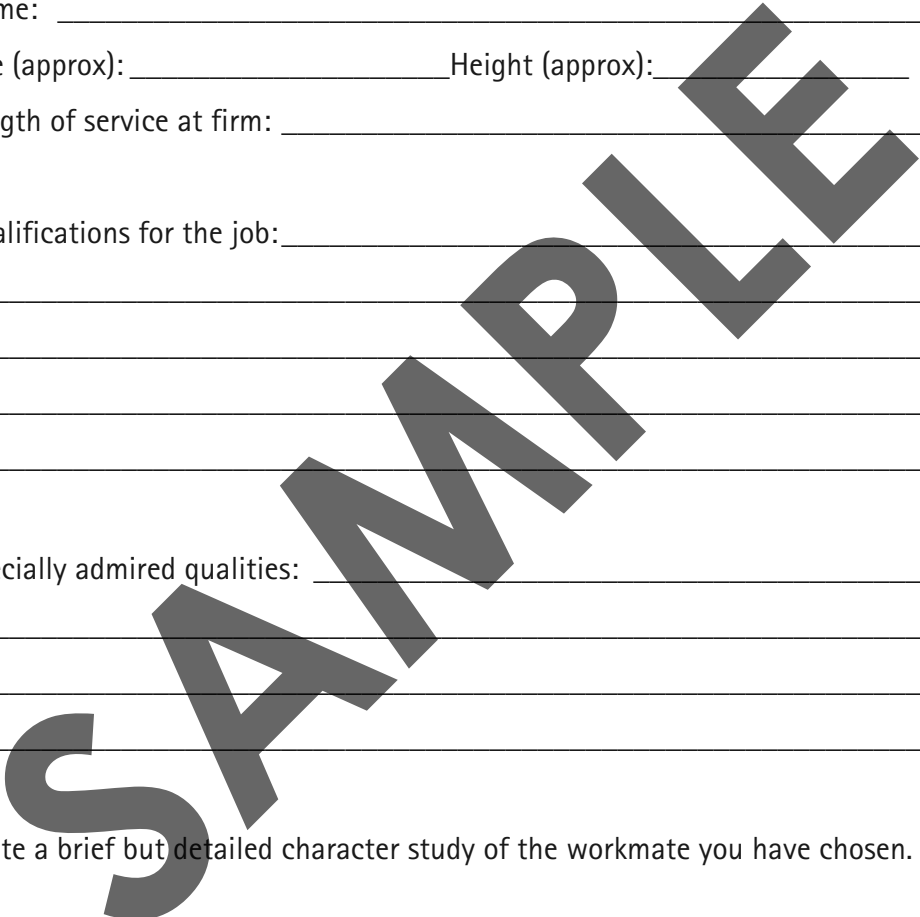 me:
e (approx): Height (approx):
gth of service at firm:
alifications for the job:
ecially admired qualities:
te a brief but detailed character study of the workmate you have chosen.
SAMPLE